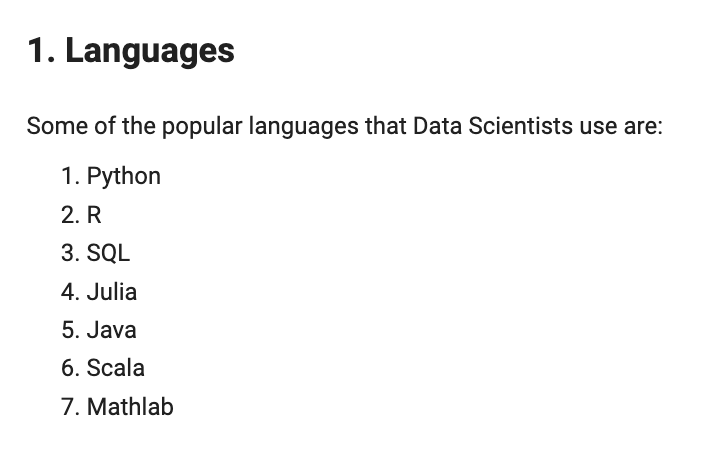 1. Languages
Some of the popular languages that Data Scientists use are:
1. Python
2. R
3. SQL
4. Julia
5. Java
6. Scala
7. Mathlab